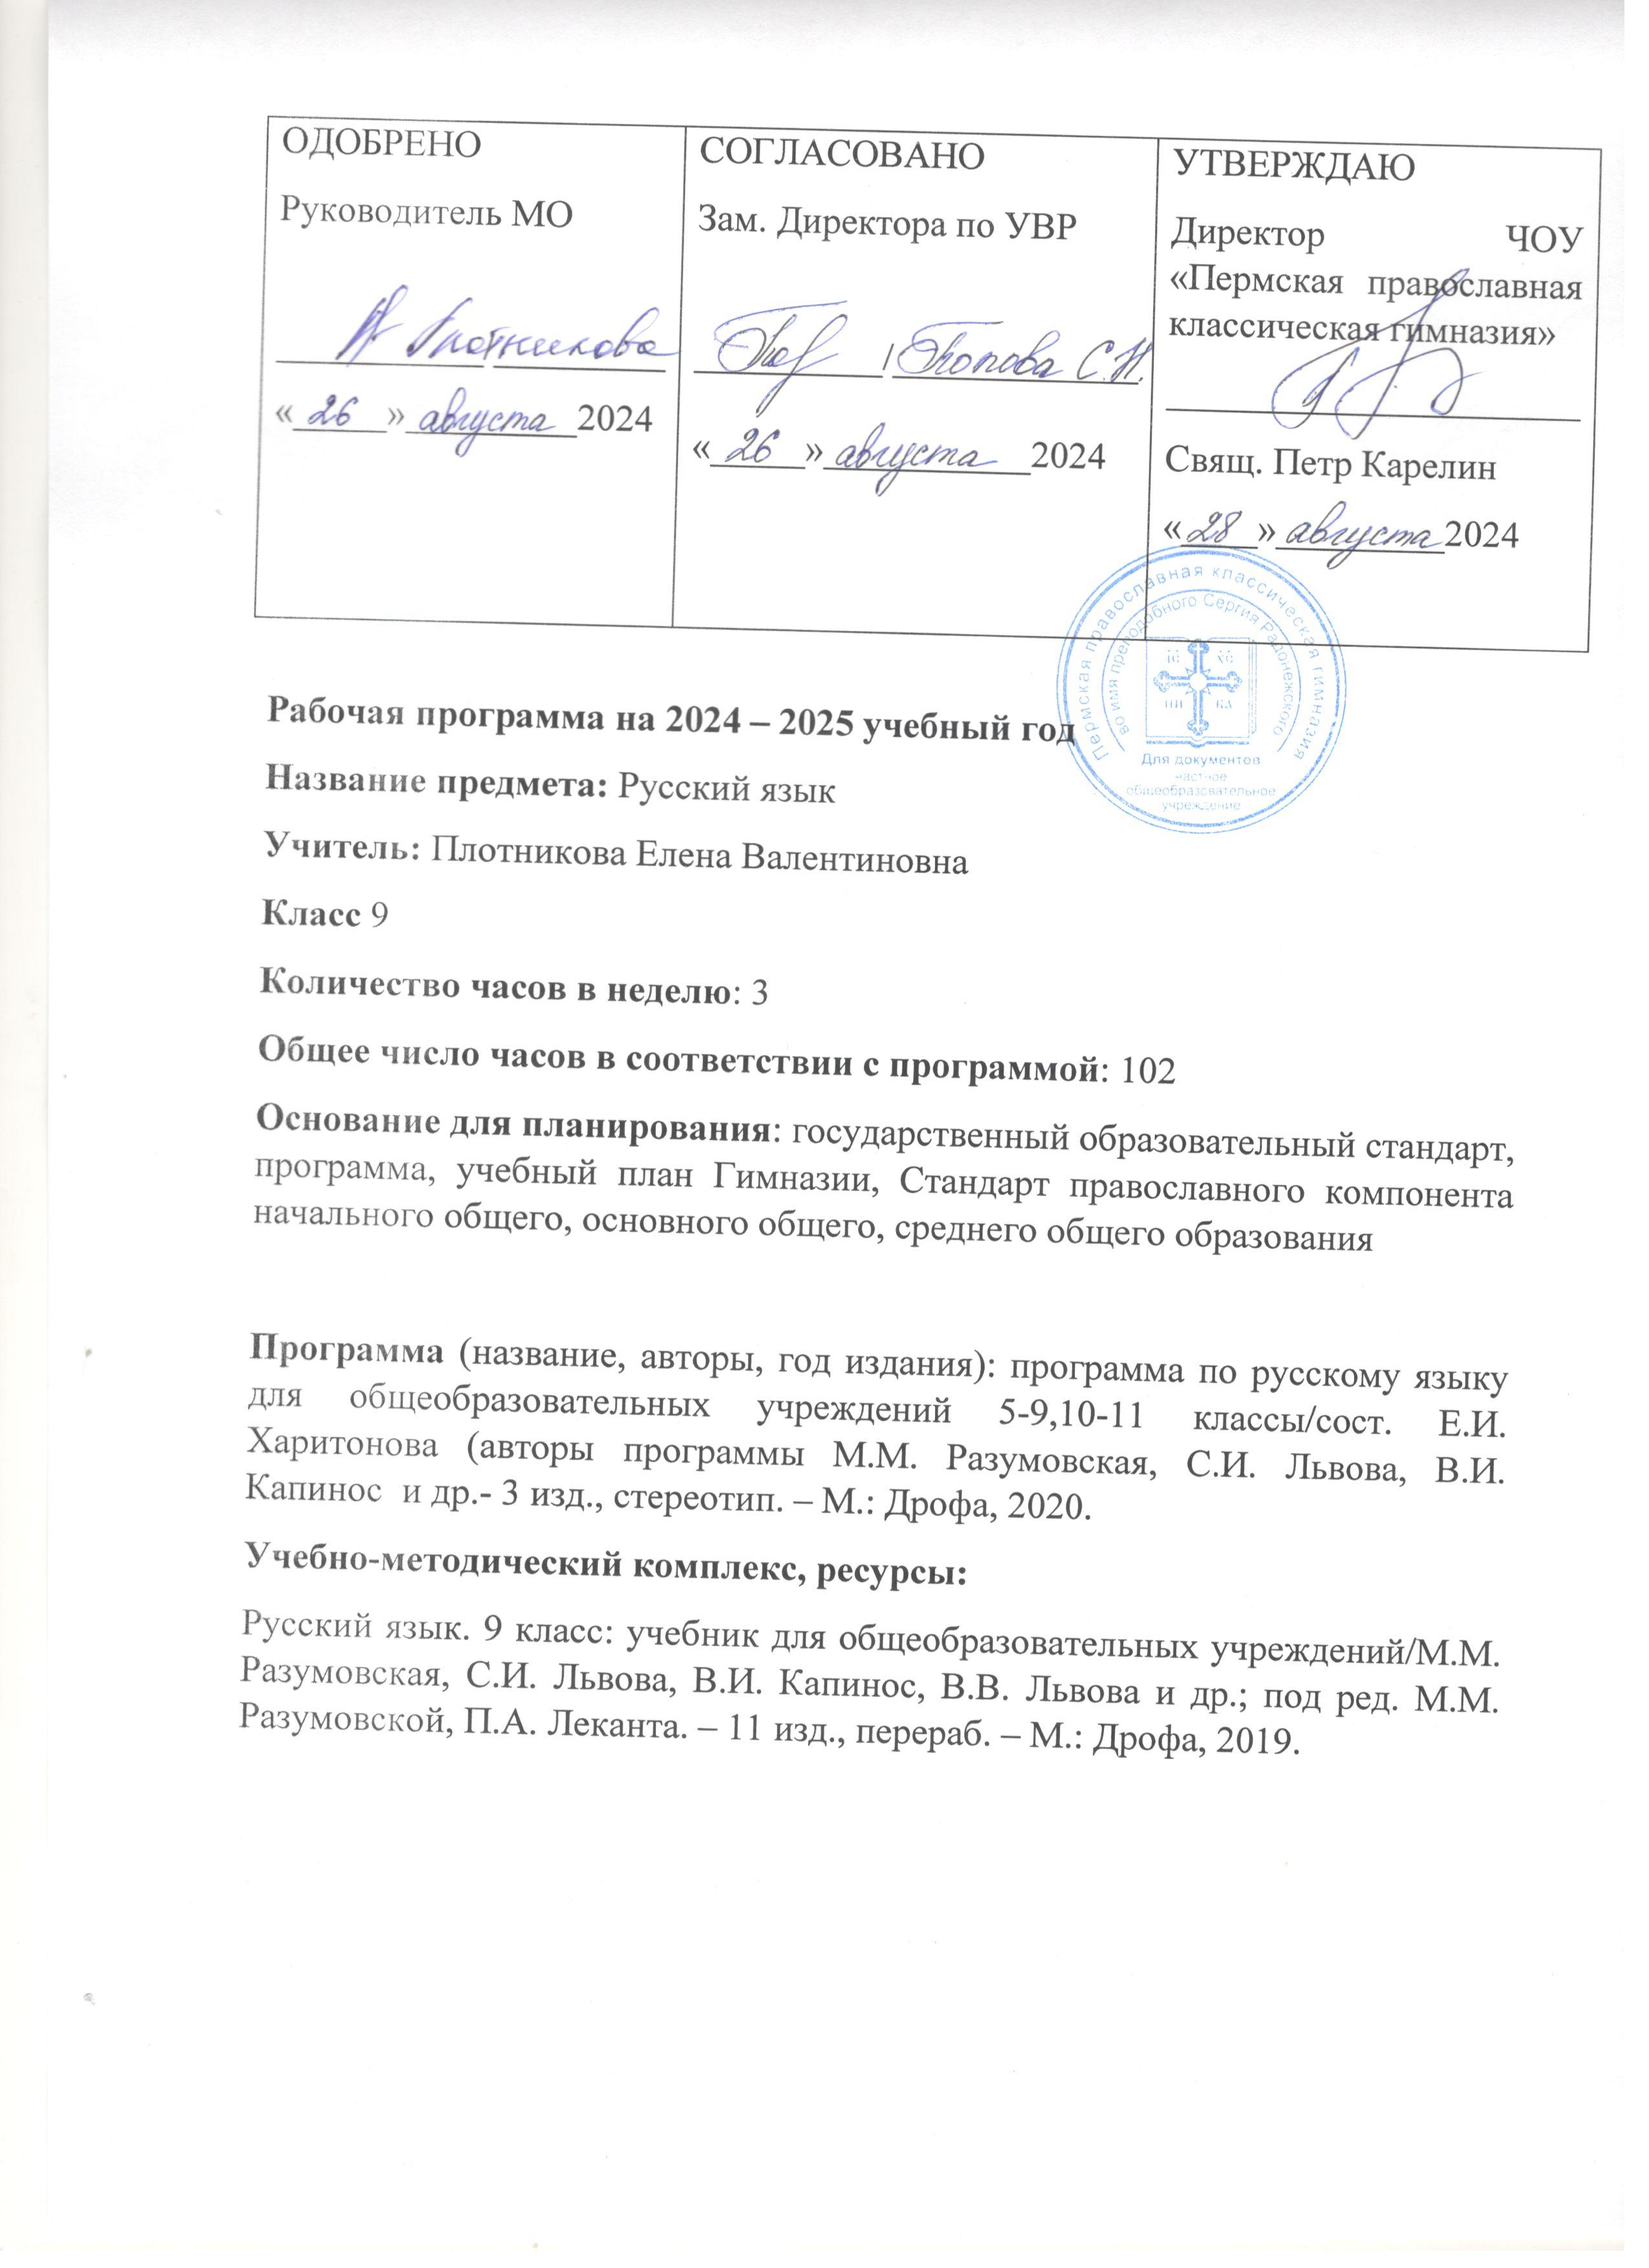 ОДОБРЕНО
Руководитель МО
Плотникова
« 26 » августа 2024
СОГЛАСОВАНО
Зам. Директора по УВР
/ Попова С.Н.
« 26 » августа 2024
УТВЕРЖДАЮ
Директор ЧОУ
«Пермская православная
классическая гимназия»
Свящ. Петр Карелин
« 28 » августа 2024
Пермская православная классическая гимназия
во имя преподобного Сергия Радонежского
IC XC
НИ КА
Для документов
частное
общеобразовательное
учреждение
Рабочая программа на 2024 – 2025 учебный год
Название предмета: Русский язык
Учитель: Плотникова Елена Валентиновна
Класс 9
Количество часов в неделю: 3
Общее число часов в соответствии с программой: 102
Основание для планирования: государственный образовательный стандарт,
программа, учебный план Гимназии, Стандарт православного компонента
начального общего, основного общего, среднего общего образования
Программа (название, авторы, год издания): программа по русскому языку
для общеобразовательных учреждений 5-9,10-11 классы/сост. Е.И.
Харитонова (авторы программы М.М. Разумовская, С.И. Львова, В.И.
Капинос и др.- 3 изд., стереотип. – М.: Дрофа, 2020.
Учебно-методический комплекс, ресурсы:
Русский язык. 9 класс: учебник для общеобразовательных учреждений/М.М.
Разумовская, С.И. Львова, В.И. Капинос, В.В. Львова и др.; под ред. М.М.
Разумовской, П.А. Леканта. – 11 изд., перераб. – М.: Дрофа, 2019.